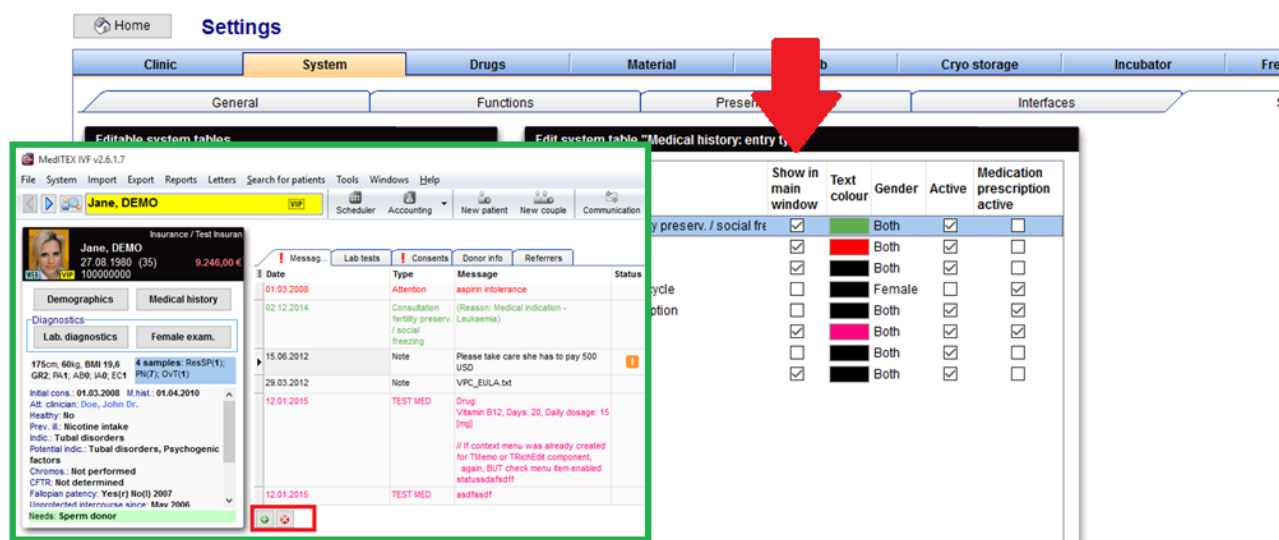 Home Settings
Clinic System Drugs Material b Cryo storage Incubator Fre
General Functions Presen Interfaces
Editable system tables Edit system table "Medical history: entry ty
Show in main window Text colour Gender Active Medication prescription active
y preserv. / social fre Both
Both
Both
ycle Female
ption Both
Both
Both
Both
MedITEX IVF v2.6.1.7
File System Import Export Reports Letters Search for patients Tools Windows Help
Jane, DEMO VIP Scheduler Accounting New patient New couple Communication
Insurance / Test Insuran
Jane, DEMO
27.08.1980 (35) 9.246,00 €
VIP 100000000
Demographics Medical history
Diagnostics
Lab. diagnostics Female exam.
175cm, 60kg, BMI 19,6 4 samples: ResSP(1);
GR2; PA1; AB0; IA0; EC1 PN(7); OvT(1)
Initial cons.: 01.03.2008 M.hist.: 01.04.2010
Att. clinician: Doe, John Dr.
Healthy: No
Prev. ill.: Nicotine intake
Indic.: Tubal disorders
Potential indic.: Tubal disorders, Psychogenic
factors
Chromos.: Not performed
CFTR: Not determined
Fallopian patency: Yes(r) No(l) 2007
Unprotected intercourse since: May 2006
Needs: Sperm donor
Messag... Lab tests Consents Donor info Referrers
Date Type Message Status
01.03.2008 Attention aspirin intolerance
02.12.2014 Consultation (Reason: Medical indication -
fertility preserv. Leukaemia)
/ social
freezing
15.06.2012 Note Please take care she has to pay 500
USD
29.03.2012 Note VPC_EULA.txt
12.01.2015 TEST MED Drug:
Vitamin B12, Days: 20, Daily dosage: 15
[mg]
// If context menu was already created
for TMemo or TRichEdit component,
again, BUT check menu item enabled
statussdafsdff
12.01.2015 TEST MED asdfasdf